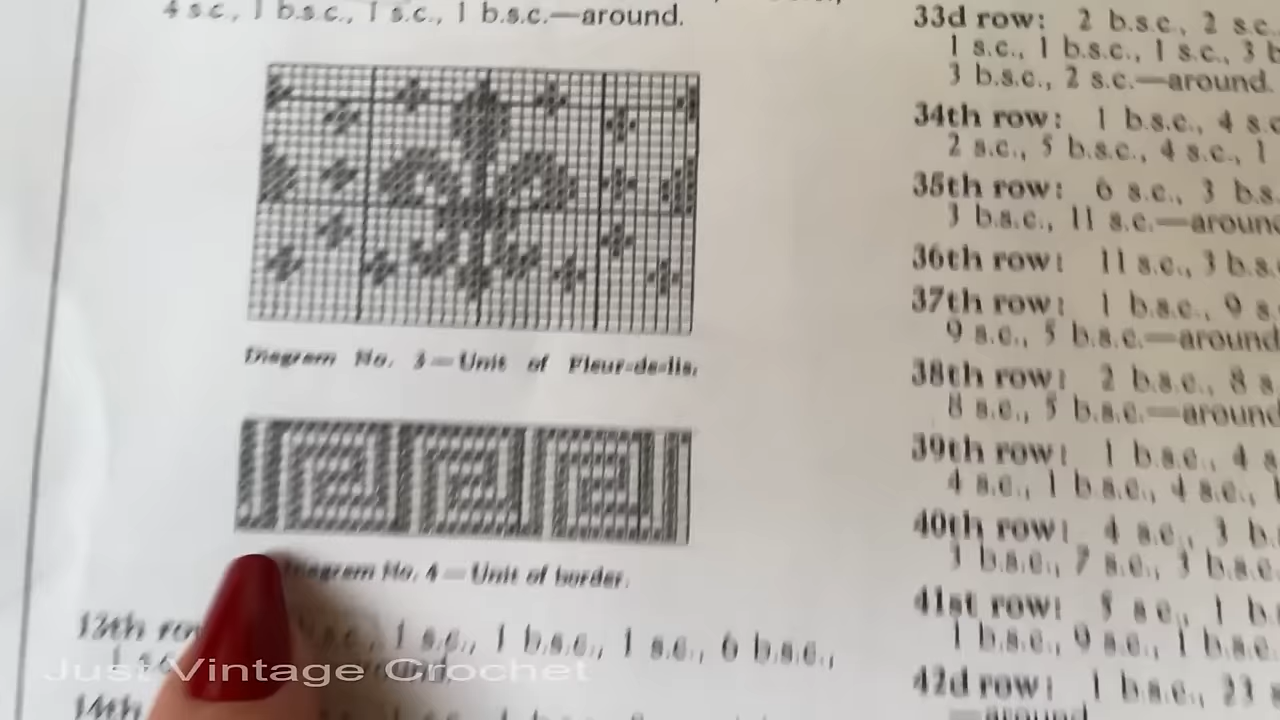 4 s.c., 1 b.s.c., 1 s.c., 1 b.s.c.—around.
Diagram No. 3—Unit of Fleur-de-lis.
Diagram No. 4—Unit of border.
13th row
1 s.c., 1 b.s.c., 1 s.c., 6 b.s.c.,
14th
33d row: 2 b.s.c., 2 s.c.
1 s.c., 1 b.s.c., 1 s.c., 3 b
3 b.s.c., 2 s.c.—around.
34th row: 1 b.s.c., 4 s.c
2 s.c., 5 b.s.c., 4 s.c., 1
35th row: 6 s.c., 3 b.s.
3 b.s.c., 11 s.c.—around
36th row: 11 s.c., 3 b.s.
37th row: 1 b.s.c., 9 s.
9 s.c., 5 b.s.c.—around
38th row: 2 b.s.c., 8 s
8 s.c., 5 b.s.c.—around
39th row: 1 b.s.c., 4 s
4 s.c., 1 b.s.c., 4 s.c.,
40th row: 4 s.c., 3 b.
3 b.s.c., 7 s.c., 3 b.s.c
41st row: 5 s.c., 1 b.
1 b.s.c., 9 s.c., 1 b.s.c
42d row: 1 b.s.c., 23 s
—around
Just Vintage Crochet